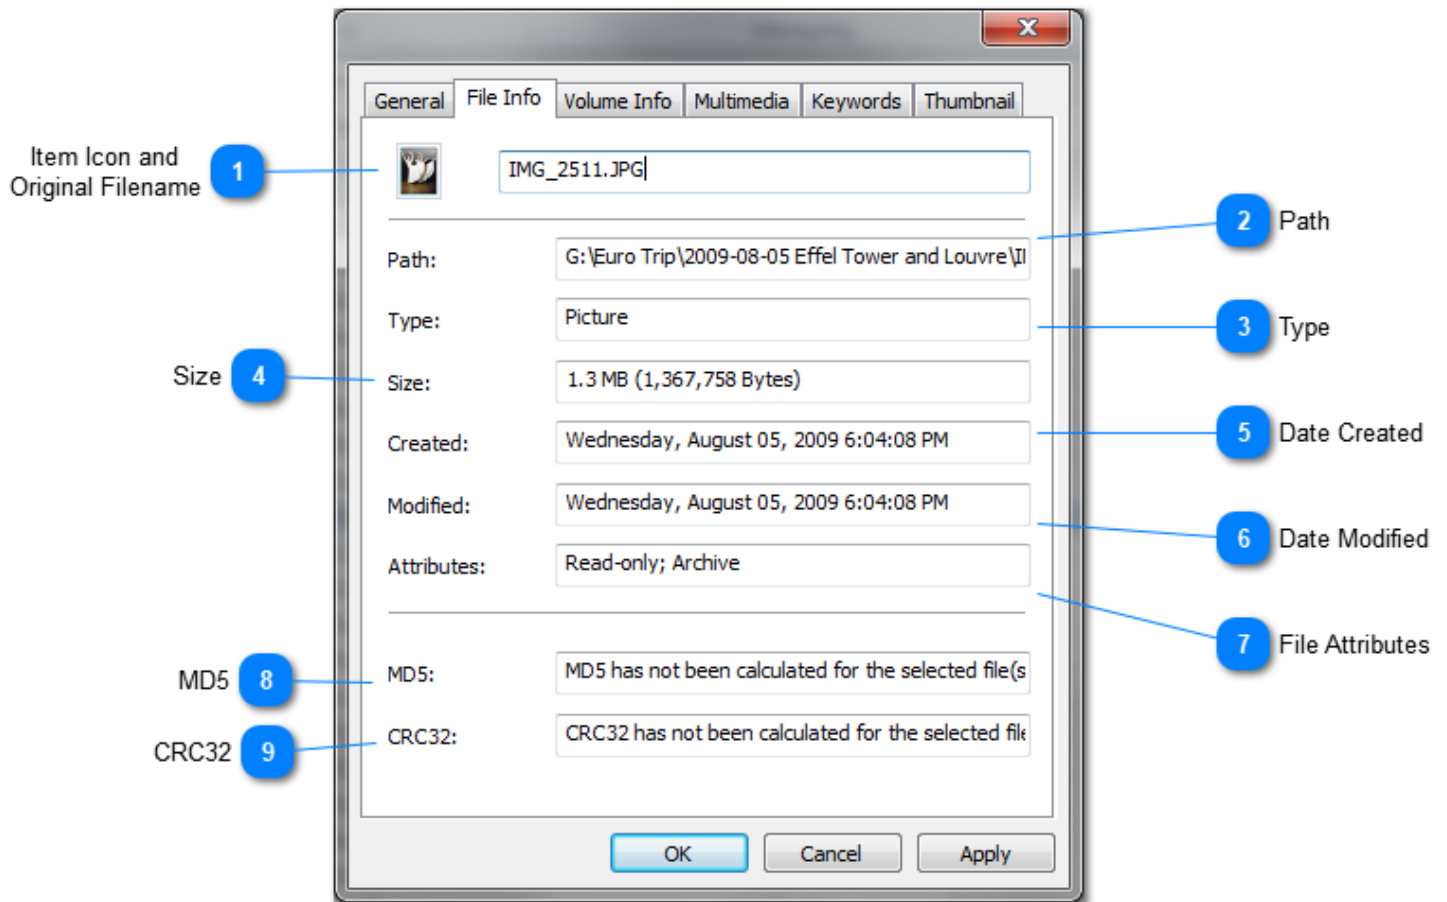 General File Info Volume Info Multimedia Keywords Thumbnail
Item Icon and
Original Filename
1
IMG_2511.JPG
2 Path
Path: G:\Euro Trip\2009-08-05 Effel Tower and Louvre\
3 Type
Type: Picture
Size 4
Size: 1.3 MB (1,367,758 Bytes)
5 Date Created
Created: Wednesday, August 05, 2009 6:04:08 PM
Modified: Wednesday, August 05, 2009 6:04:08 PM
6 Date Modified
Attributes: Read-only; Archive
7 File Attributes
MD5 8
MD5: MD5 has not been calculated for the selected file(s
CRC32 9
CRC32: CRC32 has not been calculated for the selected file
OK Cancel Apply